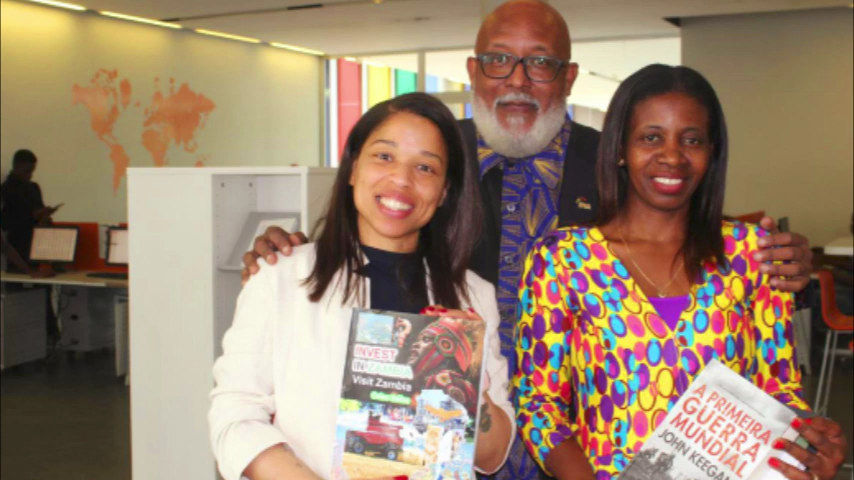 INVEST
IN ZAMBIA
Visit Zambia
A PRIMEIRA
GUERRA
MUNDIAL
JOHN KEEGAN